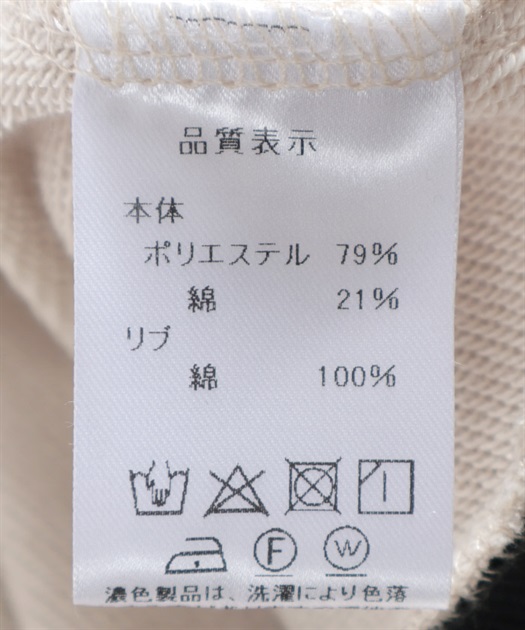 品質表示
本体
ポリエステル 79%
綿 21%
リブ
綿 100%
F W
濃色製品は、洗濯により色落